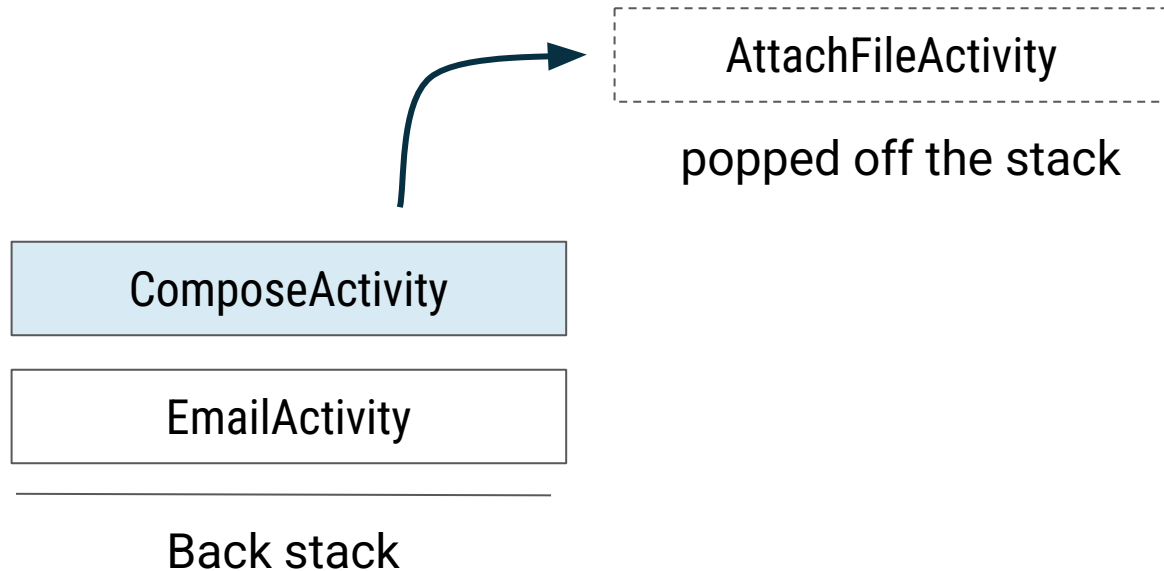 AttachFileActivity
popped off the stack
ComposeActivity
EmailActivity
Back stack